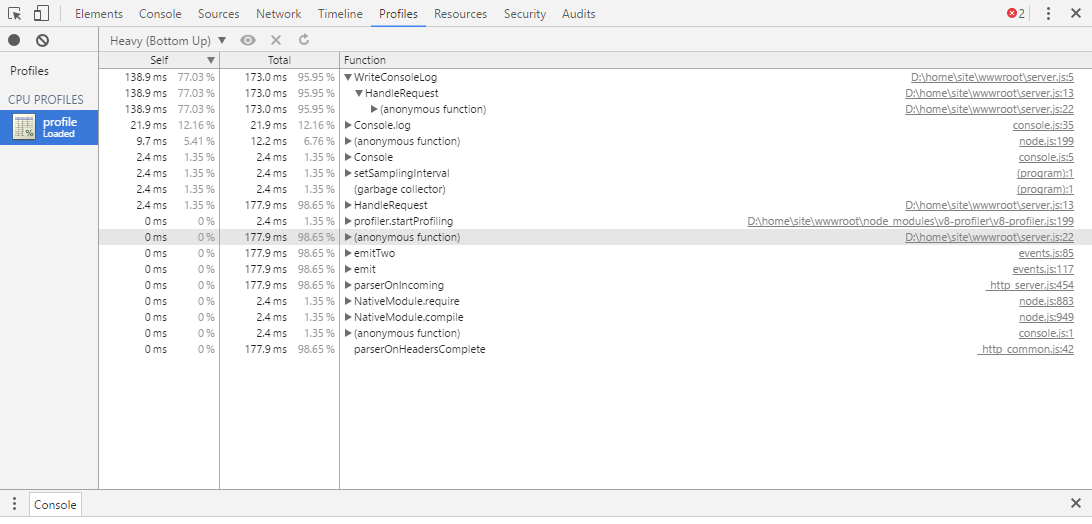 Elements Console Sources Network Timeline Profiles Resources Security Audits 2
Heavy (Bottom Up)
Profiles
CPU PROFILES
profile
Loaded
%
Self Total Function
138.9 ms 77.03 % 173.0 ms 95.95 % WriteConsoleLog D:\home\site\wwwroot\server.js:5
138.9 ms 77.03 % 173.0 ms 95.95 % HandleRequest D:\home\site\wwwroot\server.js:13
138.9 ms 77.03 % 173.0 ms 95.95 % (anonymous function) D:\home\site\wwwroot\server.js:22
21.9 ms 12.16 % 21.9 ms 12.16 % Console.log console.js:35
9.7 ms 5.41 % 12.2 ms 6.76 % (anonymous function) node.js:199
2.4 ms 1.35 % 2.4 ms 1.35 % Console console.js:5
2.4 ms 1.35 % 2.4 ms 1.35 % setSamplingInterval (program):1
2.4 ms 1.35 % 2.4 ms 1.35 % (garbage collector) (program):1
2.4 ms 1.35 % 177.9 ms 98.65 % HandleRequest D:\home\site\wwwroot\server.js:13
0 ms 0 % 2.4 ms 1.35 % profiler.startProfiling D:\home\site\wwwroot\node_modules\v8-profiler\v8-profiler.js:199
0 ms 0 % 177.9 ms 98.65 % (anonymous function) D:\home\site\wwwroot\server.js:22
0 ms 0 % 177.9 ms 98.65 % emitTwo events.js:85
0 ms 0 % 177.9 ms 98.65 % emit events.js:117
0 ms 0 % 177.9 ms 98.65 % parserOnIncoming _http_server.js:454
0 ms 0 % 2.4 ms 1.35 % NativeModule.require node.js:883
0 ms 0 % 2.4 ms 1.35 % NativeModule.compile node.js:949
0 ms 0 % 2.4 ms 1.35 % (anonymous function) console.js:1
0 ms 0 % 177.9 ms 98.65 % parserOnHeadersComplete _http_common.js:42
Console